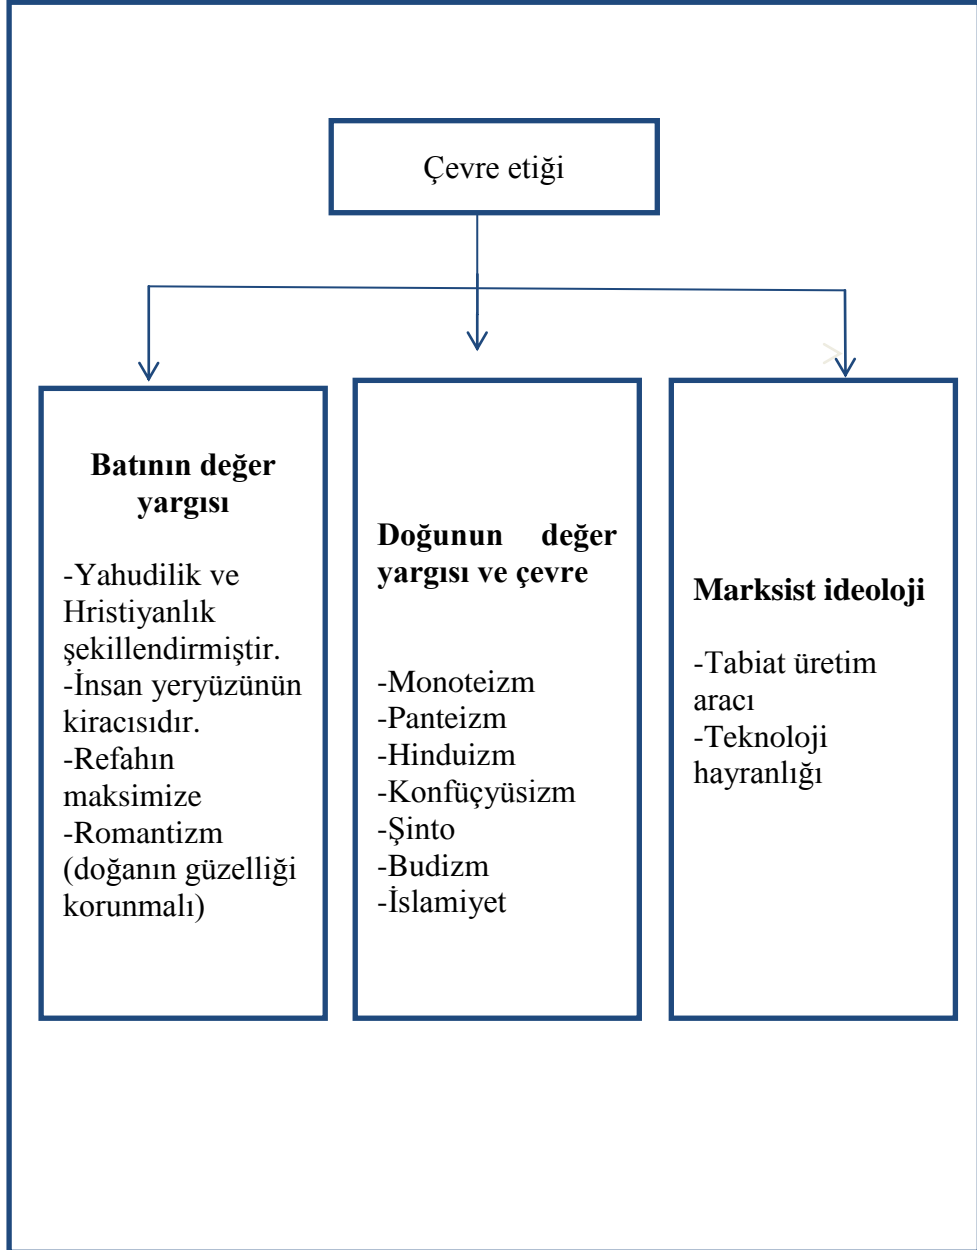 Çevre etiği
Batının değer
yargısı
-Yahudilik ve
Hristiyanlık
şekillendirmiştir.
-İnsan yeryüzünün
kiracısıdır.
-Refahın
maksimize
-Romantizm
(doğanın güzelliği
korunmalı)
Doğunun değer
yargısı ve çevre
-Monoteizm
-Panteizm
-Hinduizm
-Konfüçyüsizm
-Şinto
-Budizm
-İslamiyet
Marksist ideoloji
-Tabiat üretim
aracı
-Teknoloji
hayranlığı